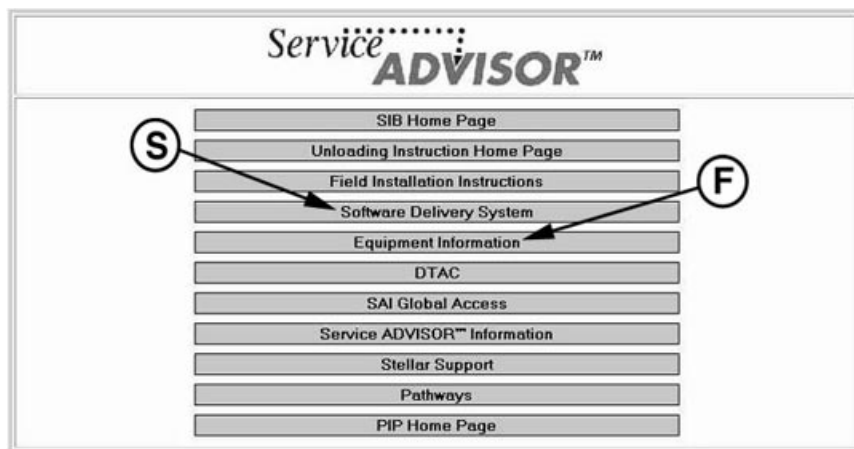 Service
ADVISOR™
SIB Home Page
S
Unloading Instruction Home Page
Field Installation Instructions
F
Software Delivery System
Equipment Information
DTAC
SAI Global Access
Service ADVISOR™ Information
Stellar Support
Pathways
PIP Home Page